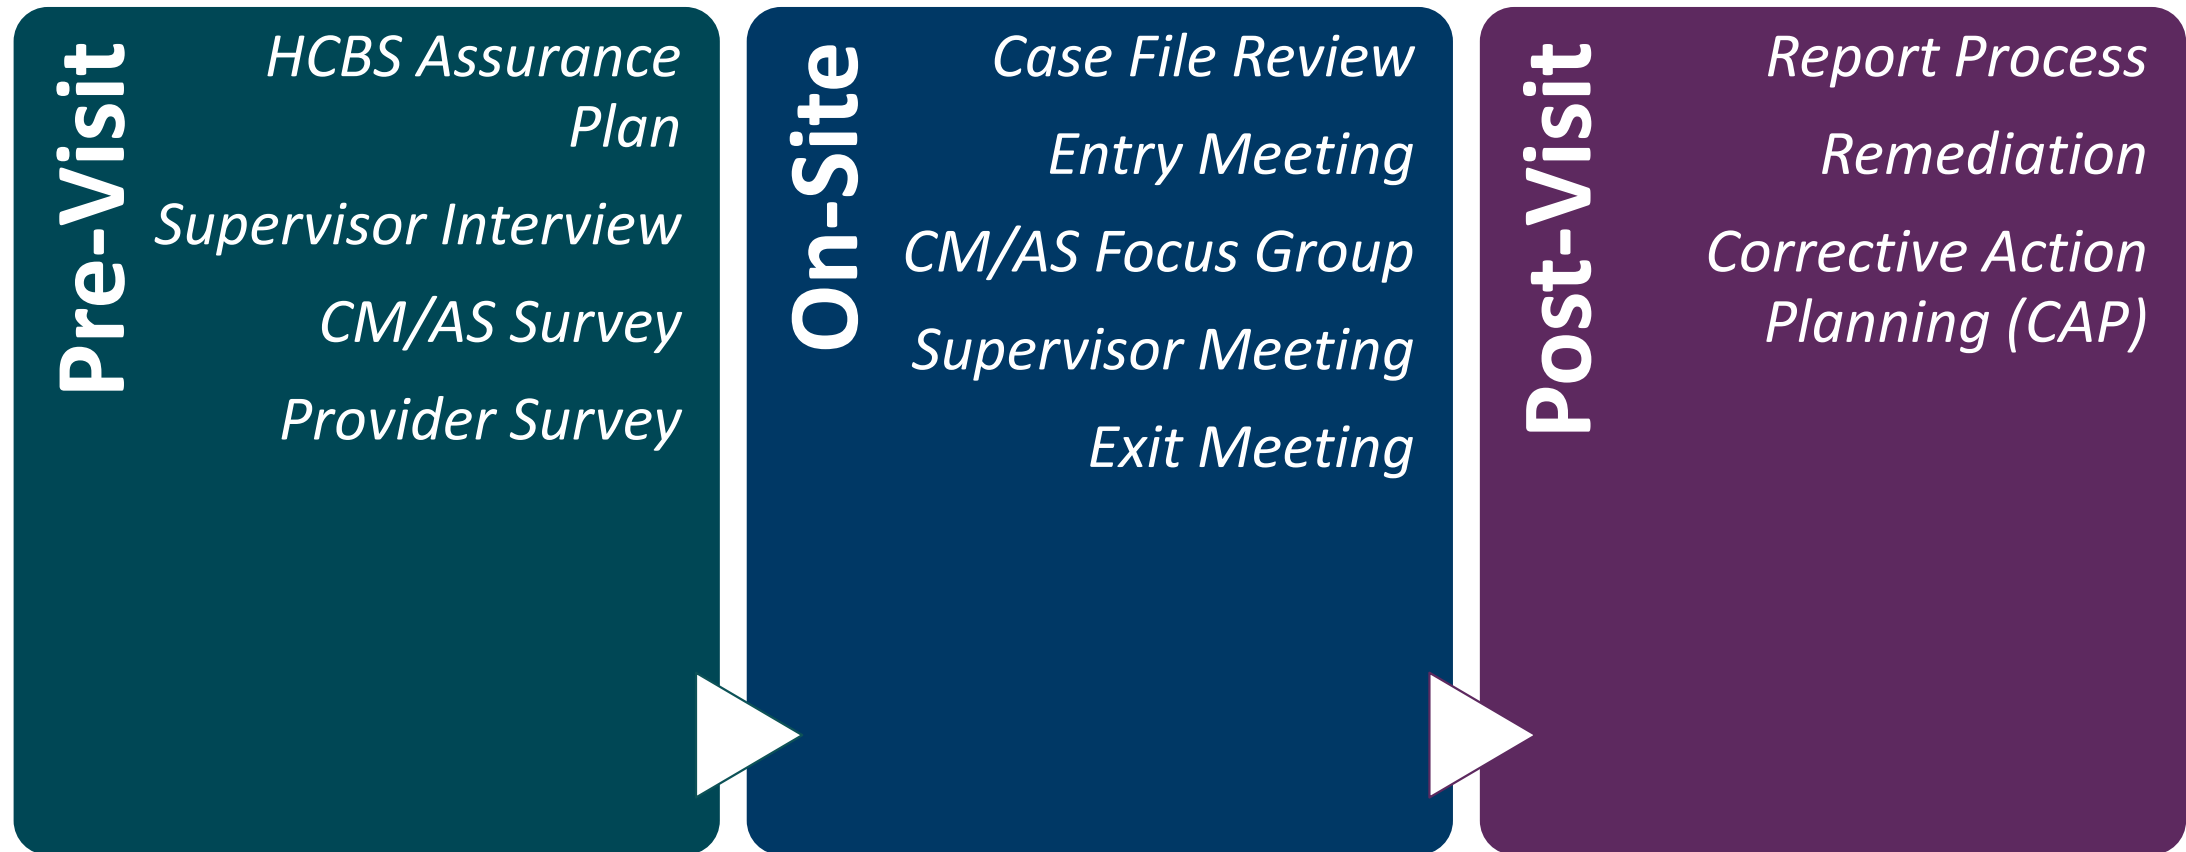 Pre-Visit
HCBS Assurance
Plan
Supervisor Interview
CM/AS Survey
Provider Survey
On-Site
Case File Review
Entry Meeting
CM/AS Focus Group
Supervisor Meeting
Exit Meeting
Post-Visit
Report Process
Remediation
Corrective Action
Planning (CAP)